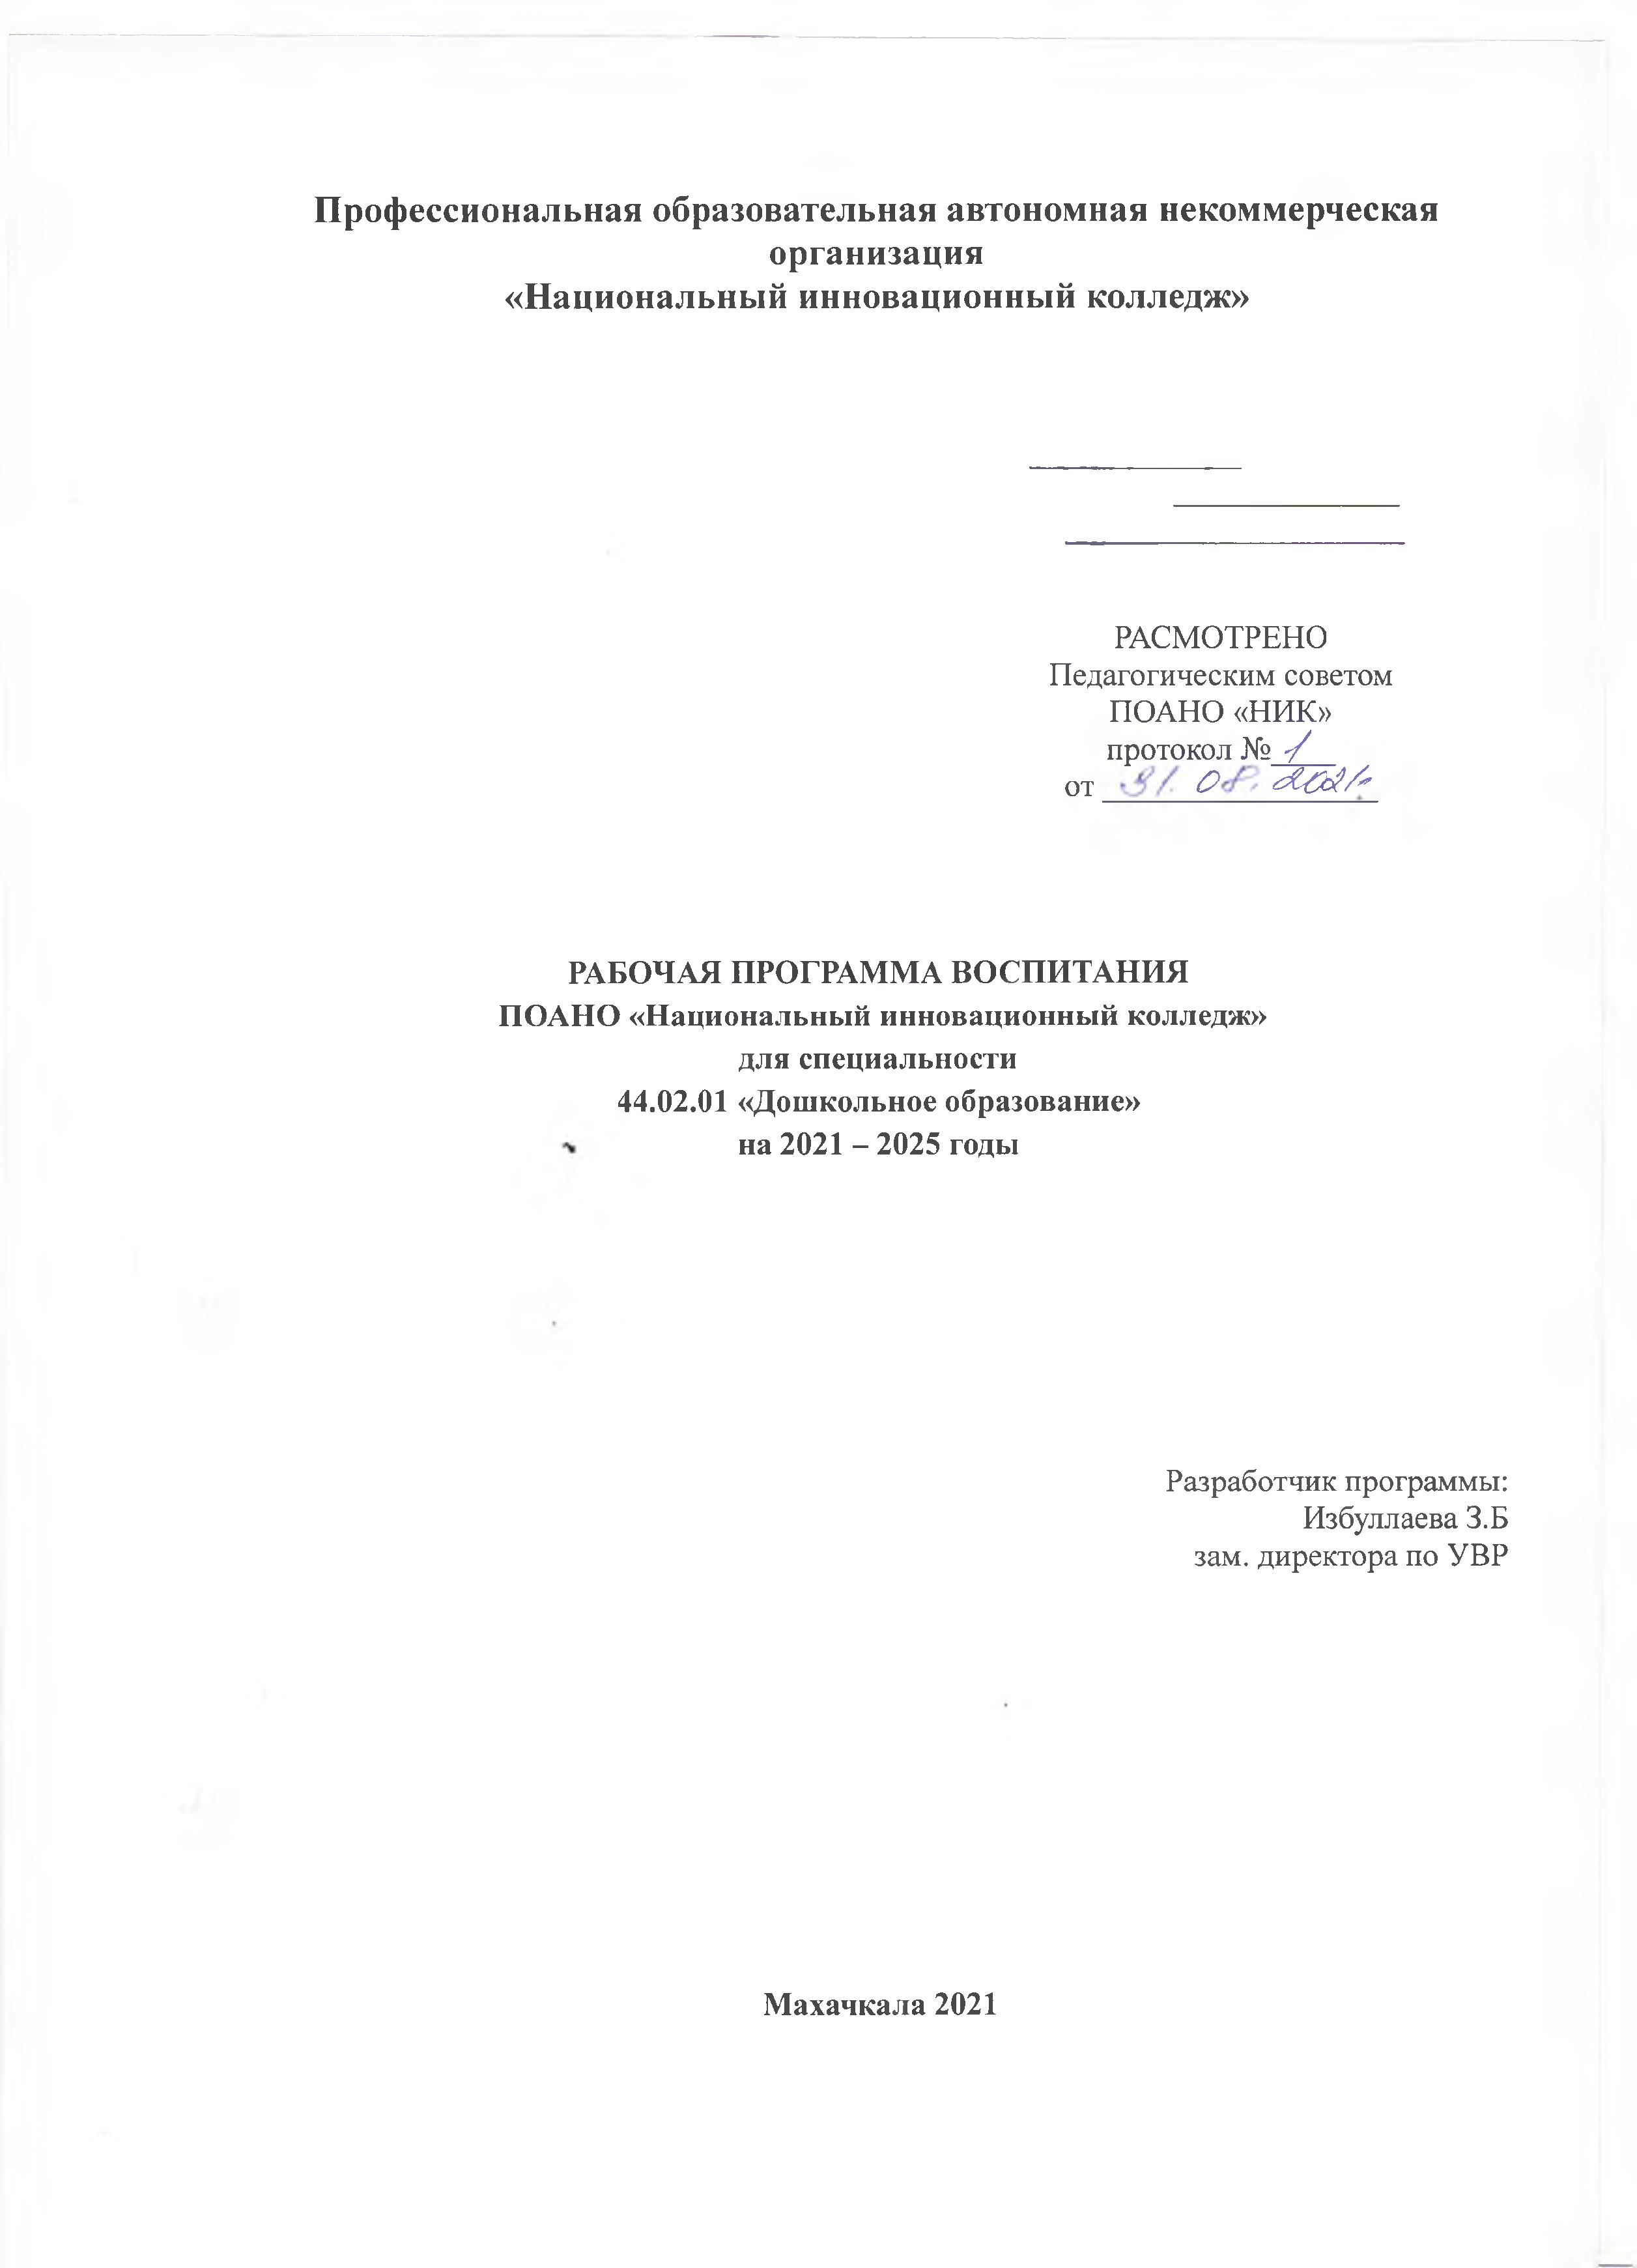 Профессиональная образовательная автономная некоммерческая
организация
«Национальный инновационный колледж»
РАСМОТРЕНО
Педагогическим советом
ПОАНО «НИК»
протокол № 1
от 31.08.2021.
РАБОЧАЯ ПРОГРАММА ВОСПИТАНИЯ
ПОАНО «Национальный инновационный колледж»
для специальности
44.02.01 «Дошкольное образование»
на 2021 – 2025 годы
Разработчик программы:
Избуллаева З.Б
зам. директора по УВР
Махачкала 2021